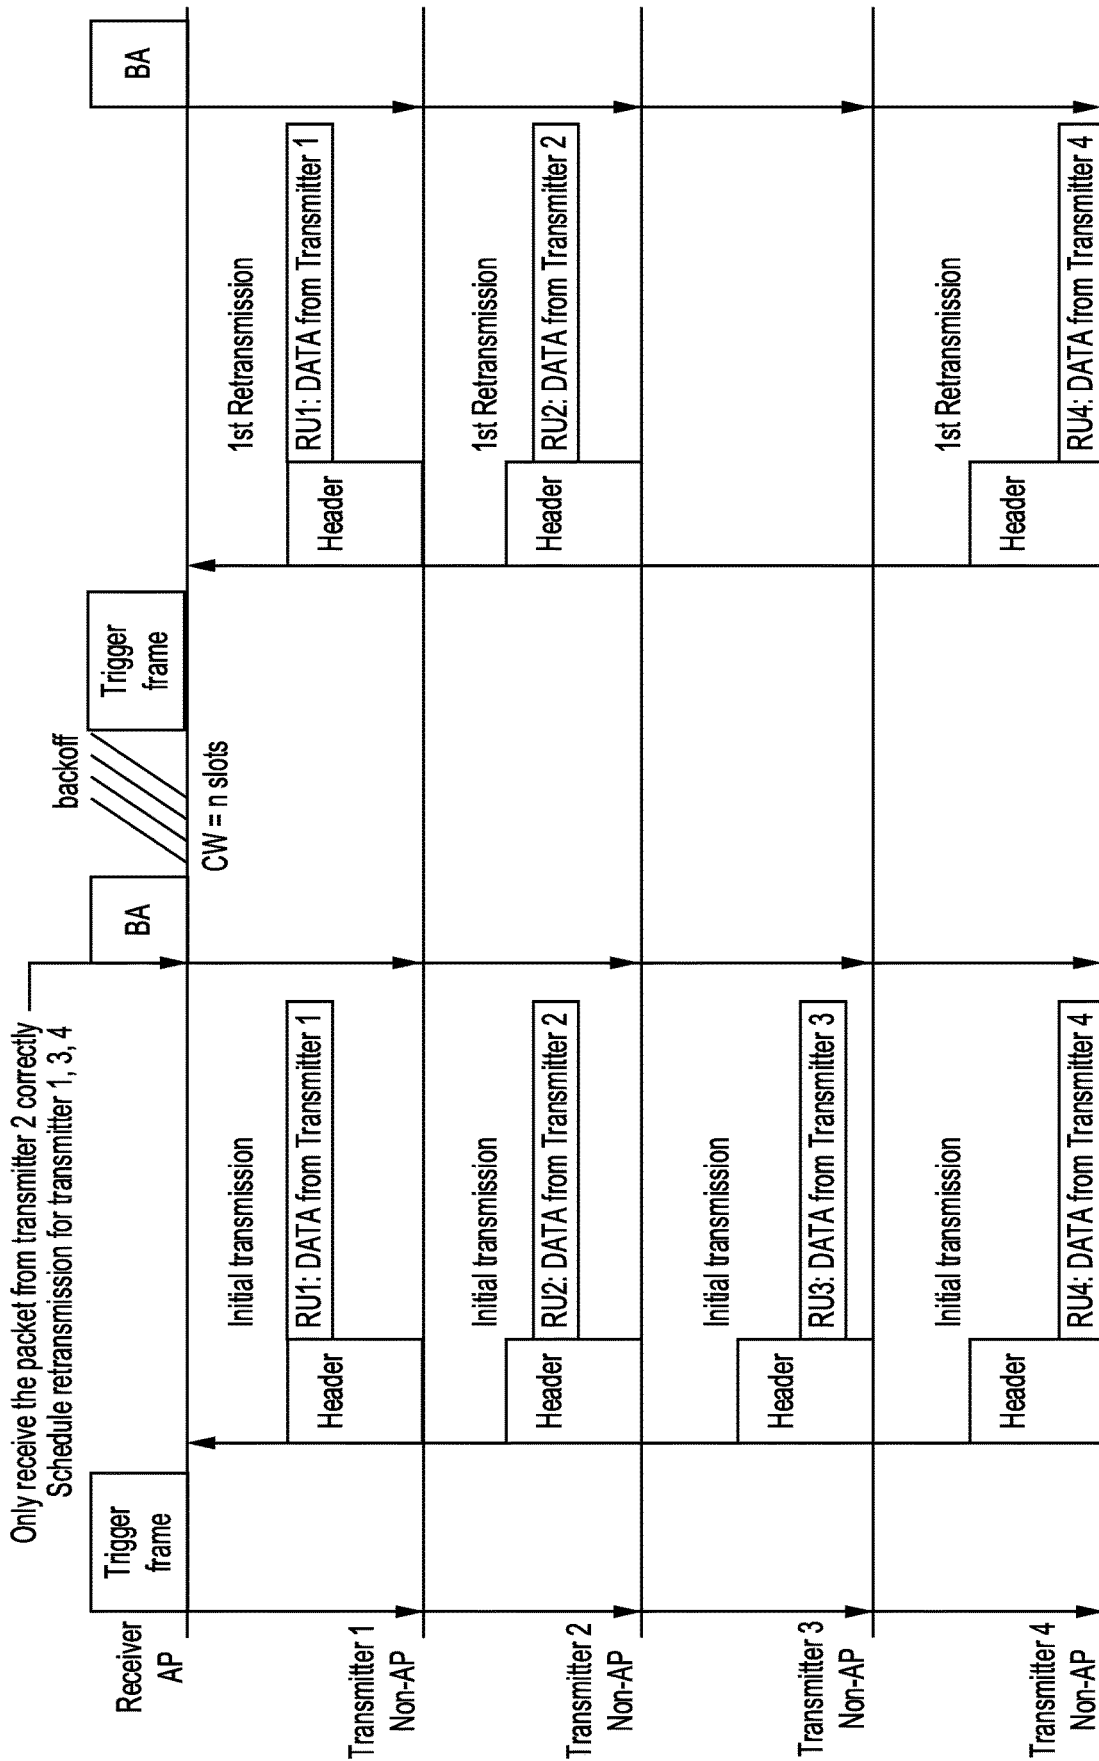 Only receive the packet from transmitter 2 correctly
Schedule retransmission for transmitter 1, 3, 4
Receiver
AP
Trigger
frame
BA
backoff
CW = n slots
Trigger
frame
BA
Transmitter 1
Non-AP
Initial transmission
Header
RU1: DATA from Transmitter 1
1st Retransmission
Header
RU1: DATA from Transmitter 1
Transmitter 2
Non-AP
Initial transmission
Header
RU2: DATA from Transmitter 2
1st Retransmission
Header
RU2: DATA from Transmitter 2
Transmitter 3
Non-AP
Initial transmission
Header
RU3: DATA from Transmitter 3
Transmitter 4
Non-AP
Initial transmission
Header
RU4: DATA from Transmitter 4
1st Retransmission
Header
RU4: DATA from Transmitter 4